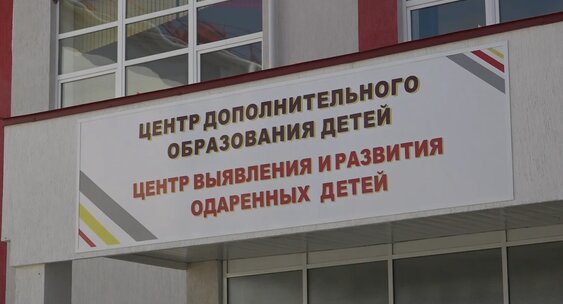 ЦЕНТР ДОПОЛНИТЕЛЬНОГО
ОБРАЗОВАНИЯ ДЕТЕЙ
ЦЕНТР ВЫЯВЛЕНИЯ И РАЗВИТИЯ
ОДАРЕННЫХ ДЕТЕЙ